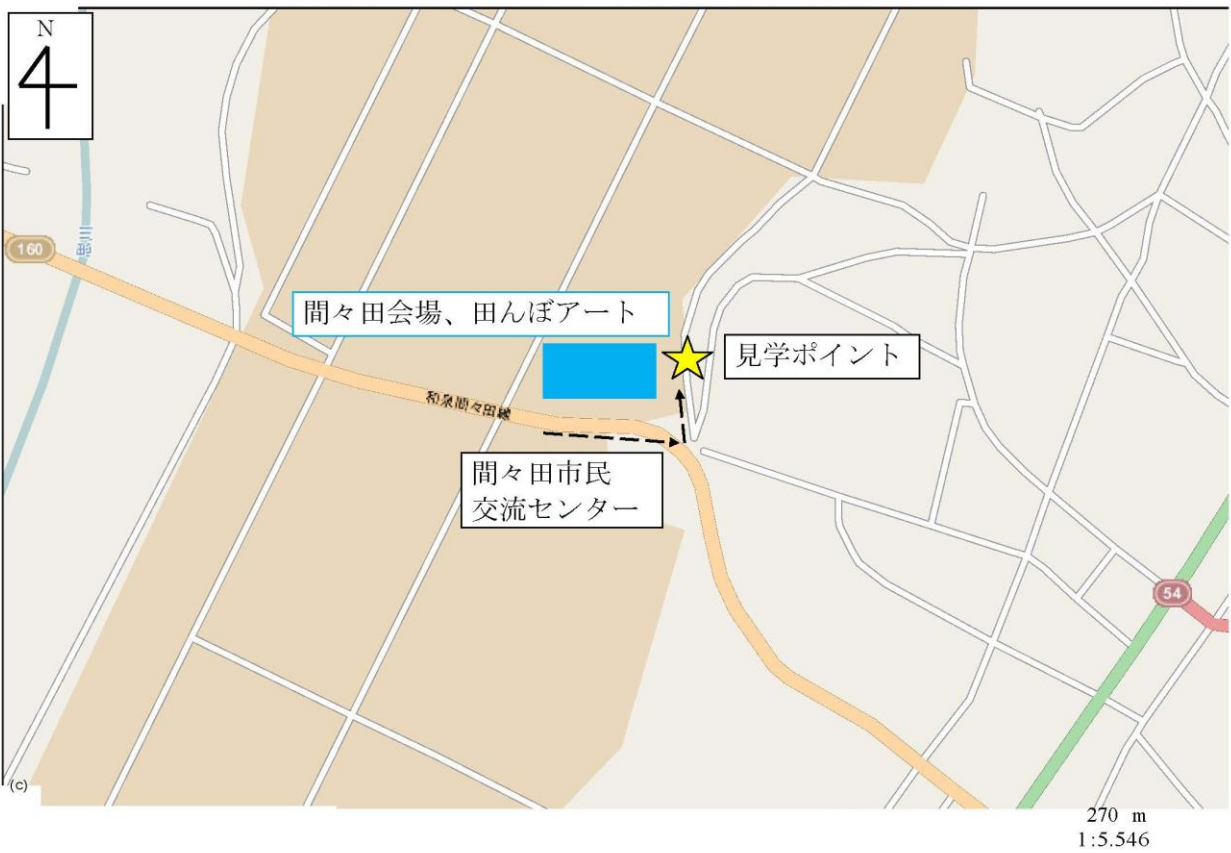 N
160
間々田会場、田んぼアート
見学ポイント
和泉間々田線
間々田市民
交流センター
54
(c)
270 m
1:5.546